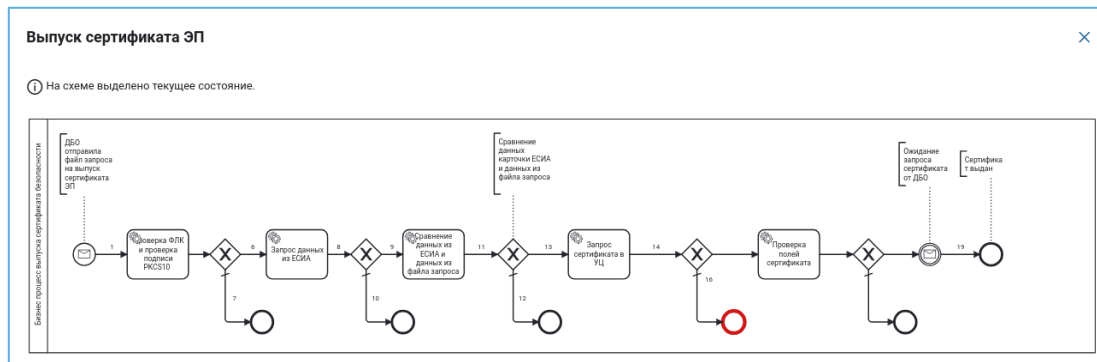 Выпуск сертификата ЭП
На схеме выделено текущее состояние.
Бизнес процесс выпуска сертификата безопасности
ДБО
отправила
файл запроса
на выпуск
сертификата
ЭП
Сравнение
данных
карточки ЕСИА
и данных из
файла запроса
Ожидание
запроса
сертификата
от ДБО
Сертифика
т выдан
1
роверка ФЛК
и проверка
подписи
PKCS10
6
Запрос данных
из ЕСИА
8
9
Сравнение
данных из
ЕСИА и
данных из
файла запроса
11
13
Запрос
сертификата в
УЦ
14
Проверка
полей
сертификата
19
7
10
12
16